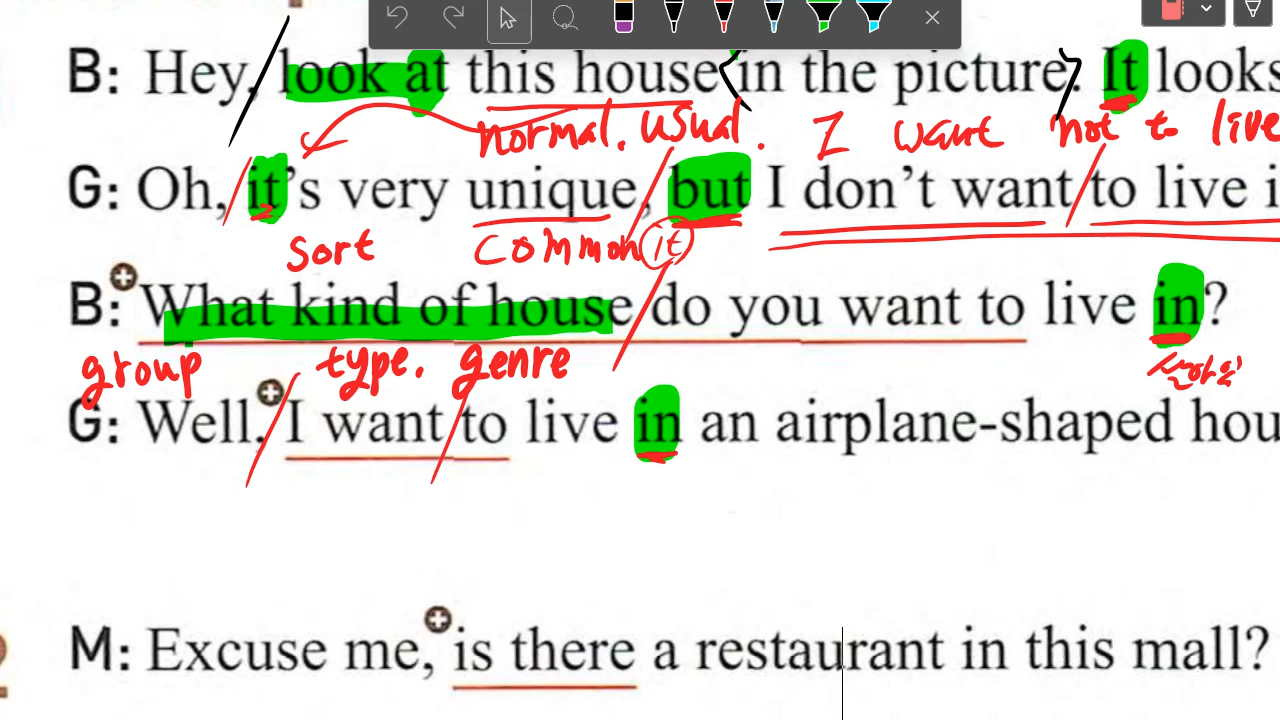 B: Hey, look at this house in the picture. It looks
normal. usual. I want not to live
G: Oh, it's very unique, but I don't want to live i
sort common it
B: What kind of house do you want to live in?
group type. genre
G: Well, I want to live in an airplane-shaped hou
M: Excuse me, is there a restaurant in this mall?